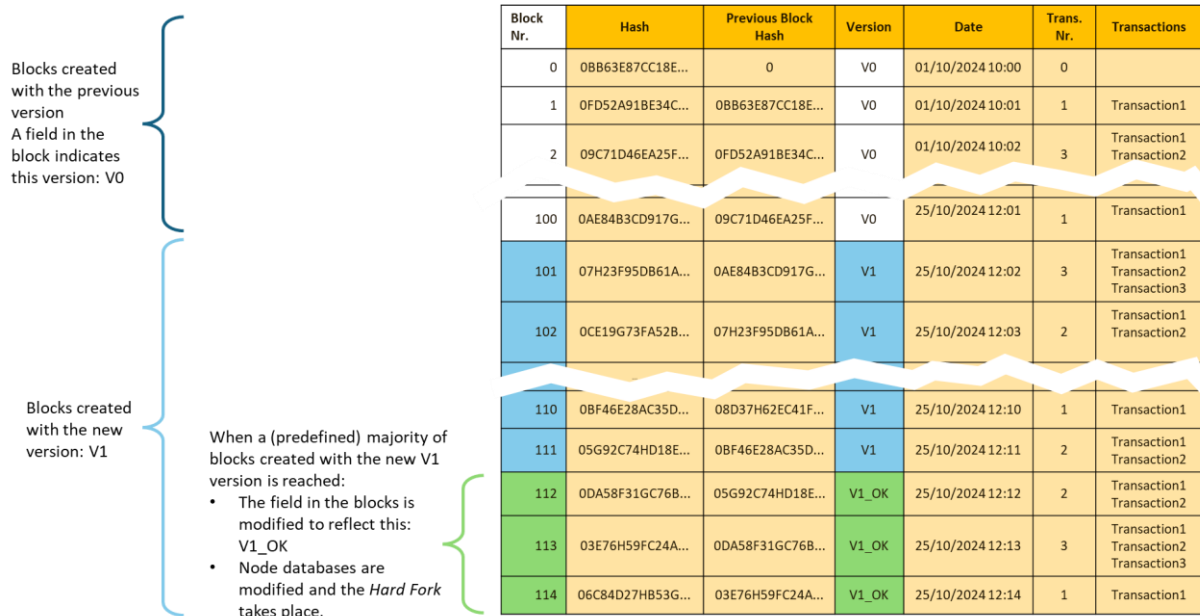 Blocks created
with the previous
version
A field in the
block indicates
this version: V0
Blocks created
with the new
version: V1
When a (predefined) majority of
blocks created with the new V1
version is reached:
• The field in the blocks is
modified to reflect this:
V1_OK
• Node databases are
modified and the Hard Fork
takes place.
Block Nr. Hash Previous Block Hash Version Date Trans. Nr. Transactions
0 0BB63E87CC18E... 0 V0 01/10/2024 10:00 0
1 0FD52A91BE34C... 0BB63E87CC18E... V0 01/10/2024 10:01 1 Transaction1
2 09C71D46EA25F... 0FD52A91BE34C... V0 01/10/2024 10:02 3 Transaction1 Transaction2
100 0AE84B3CD917G... 09C71D46EA25F... V0 25/10/2024 12:01 1 Transaction1
101 07H23F95DB61A... 0AE84B3CD917G... V1 25/10/2024 12:02 3 Transaction1 Transaction2 Transaction3
102 0CE19G73FA52B... 07H23F95DB61A... V1 25/10/2024 12:03 2 Transaction1 Transaction2
110 0BF46E28AC35D... 08D37H62EC41F... V1 25/10/2024 12:10 1 Transaction1
111 05G92C74HD18E... 0BF46E28AC35D... V1 25/10/2024 12:11 2 Transaction1 Transaction2
112 0DA58F31GC76B... 05G92C74HD18E... V1_OK 25/10/2024 12:12 2 Transaction1 Transaction2
113 03E76H59FC24A... 0DA58F31GC76B... V1_OK 25/10/2024 12:13 3 Transaction1 Transaction2 Transaction3
114 06C84D27HB53G... 03E76H59FC24A... V1_OK 25/10/2024 12:14 1 Transaction1